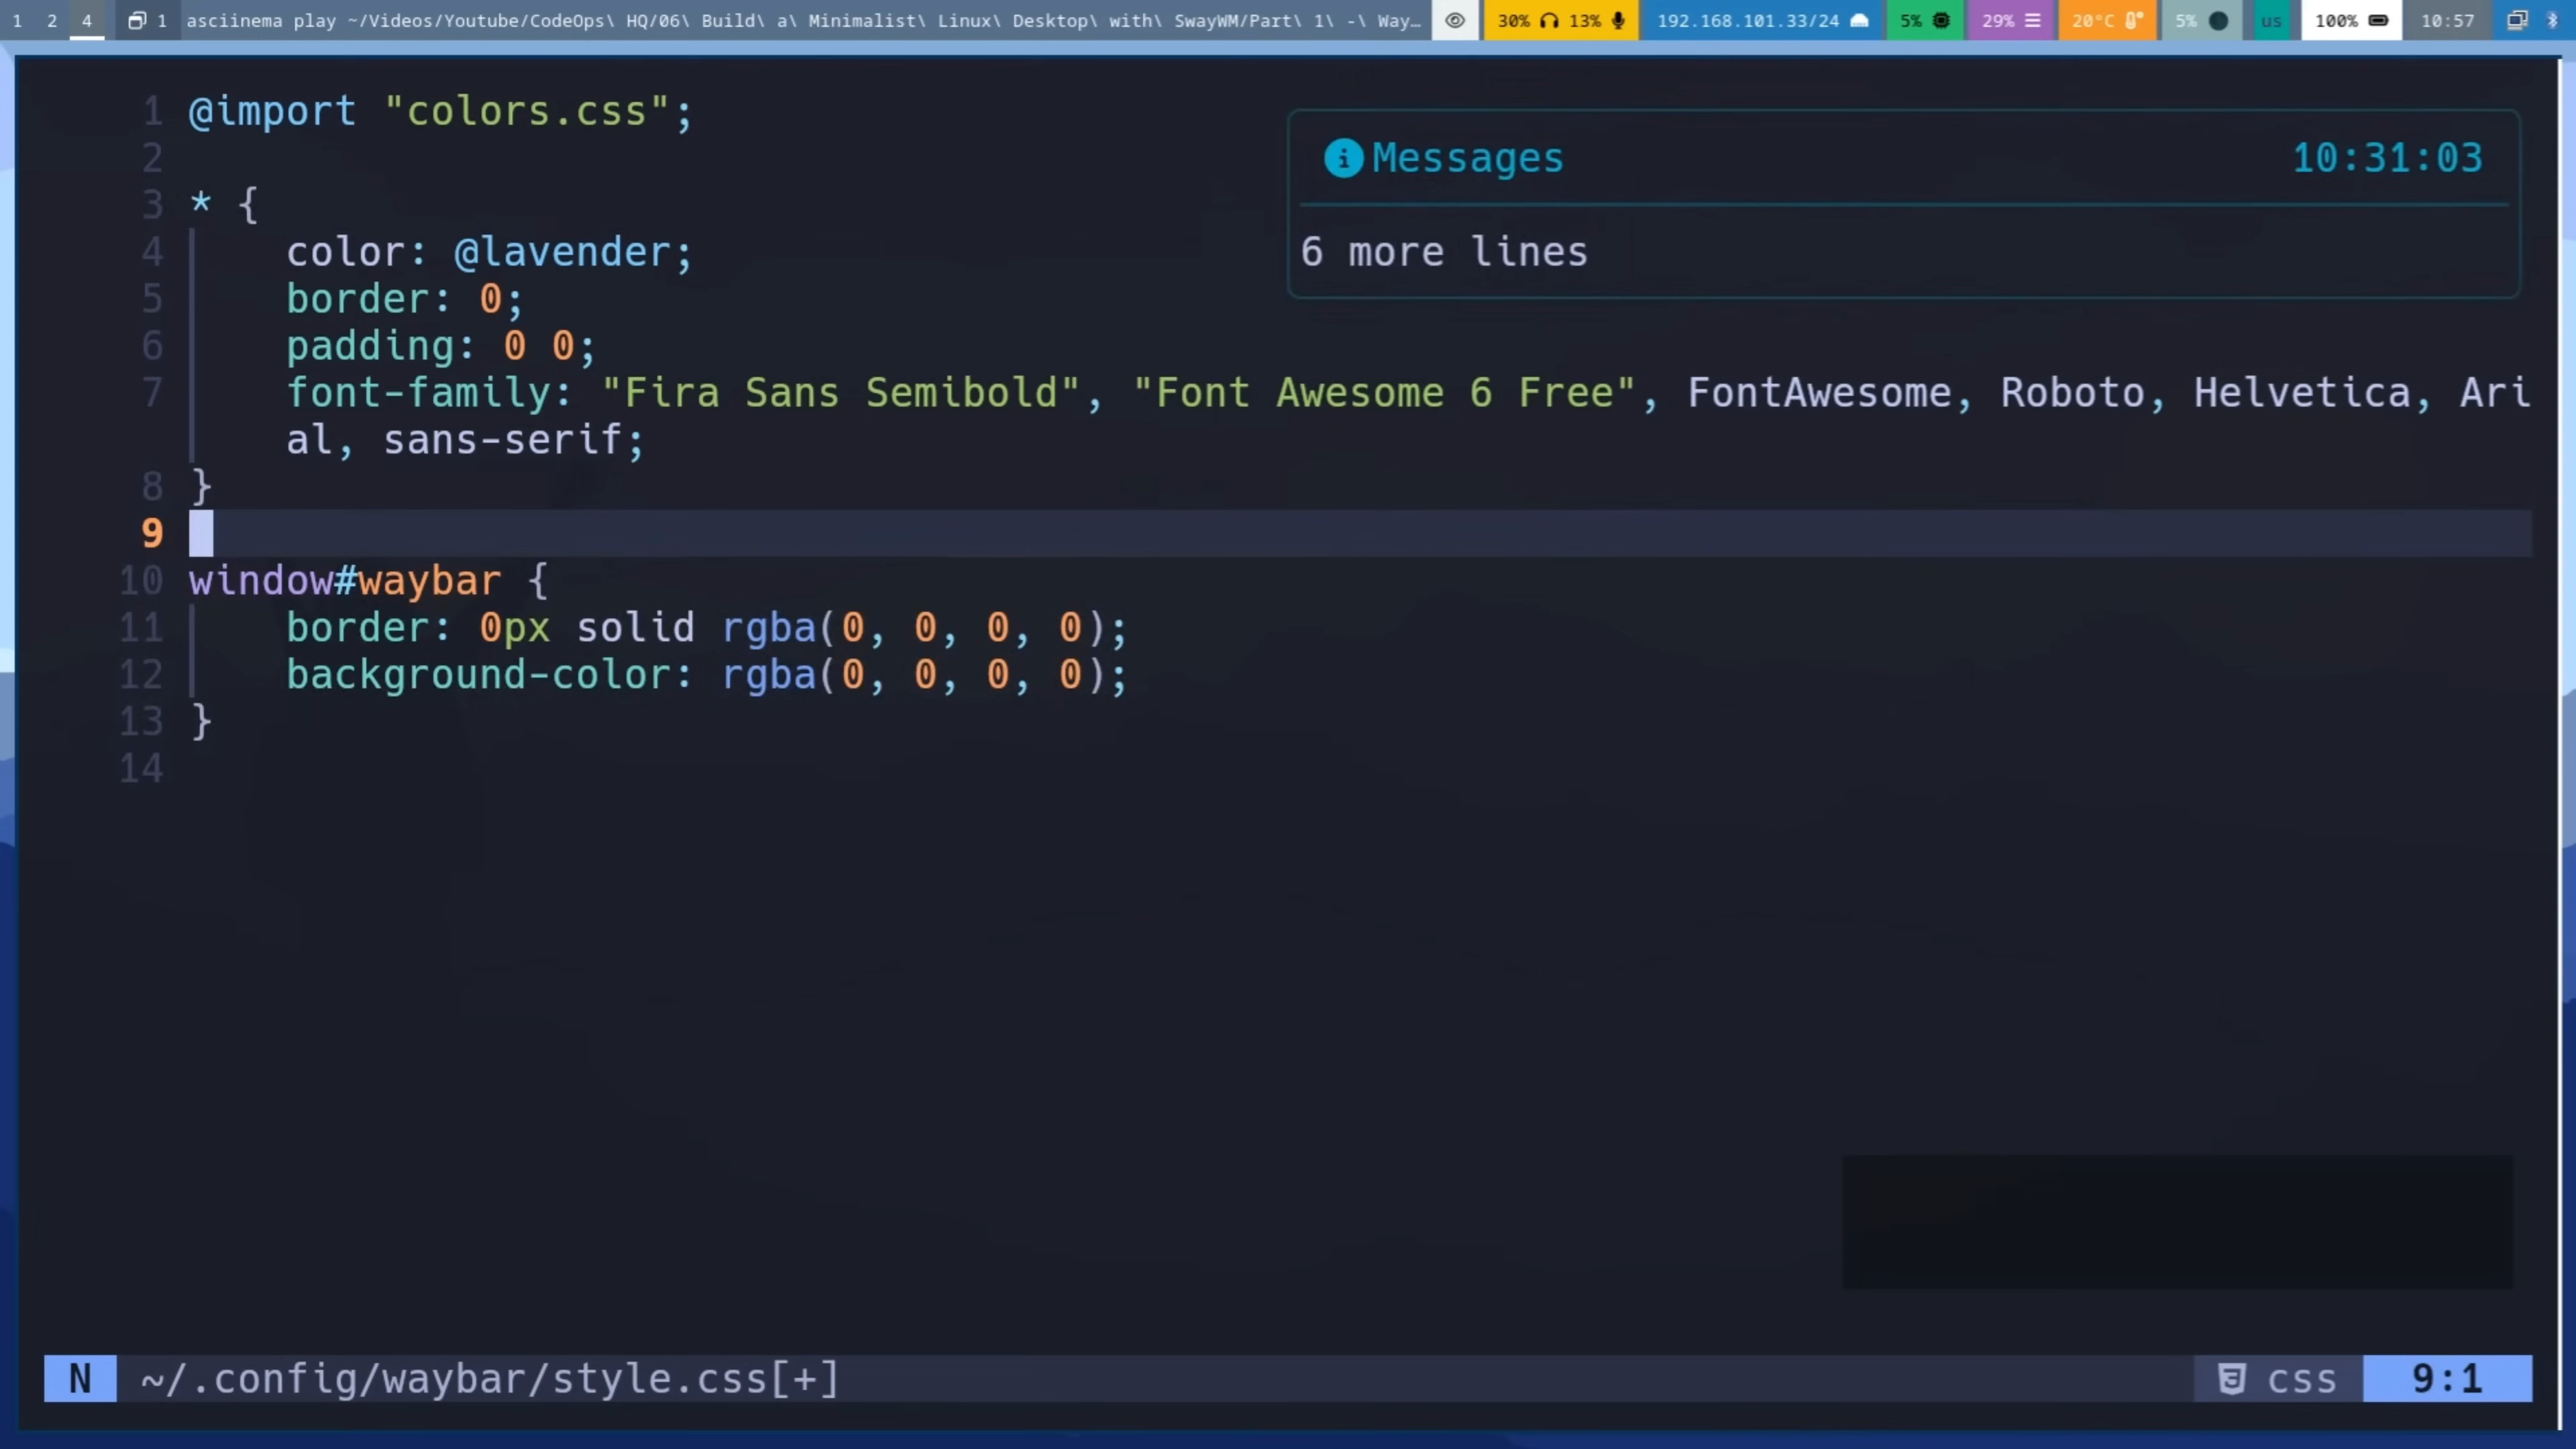 1 2 4 1 asciinema play ~/Videos/Youtube/CodeOps\ HQ/06\ Build\ a\ Minimalist\ Linux\ Desktop\ with\ SwayWM/Part\ 1\ -\ Way… 30% 13% 192.168.101.33/24 5% 29% 20°C 5% us 100% 10:57
1 @import "colors.css";
Messages 10:31:03
2
3 * {
4 color: @lavender;
6 more lines
5 border: 0;
6 padding: 0 0;
7 font-family: "Fira Sans Semibold", "Font Awesome 6 Free", FontAwesome, Roboto, Helvetica, Ari
al, sans-serif;
8 }
9
10 window#waybar {
11 border: 0px solid rgba(0, 0, 0, 0);
12 background-color: rgba(0, 0, 0, 0);
13 }
14
N ~/.config/waybar/style.css[+] css 9:1